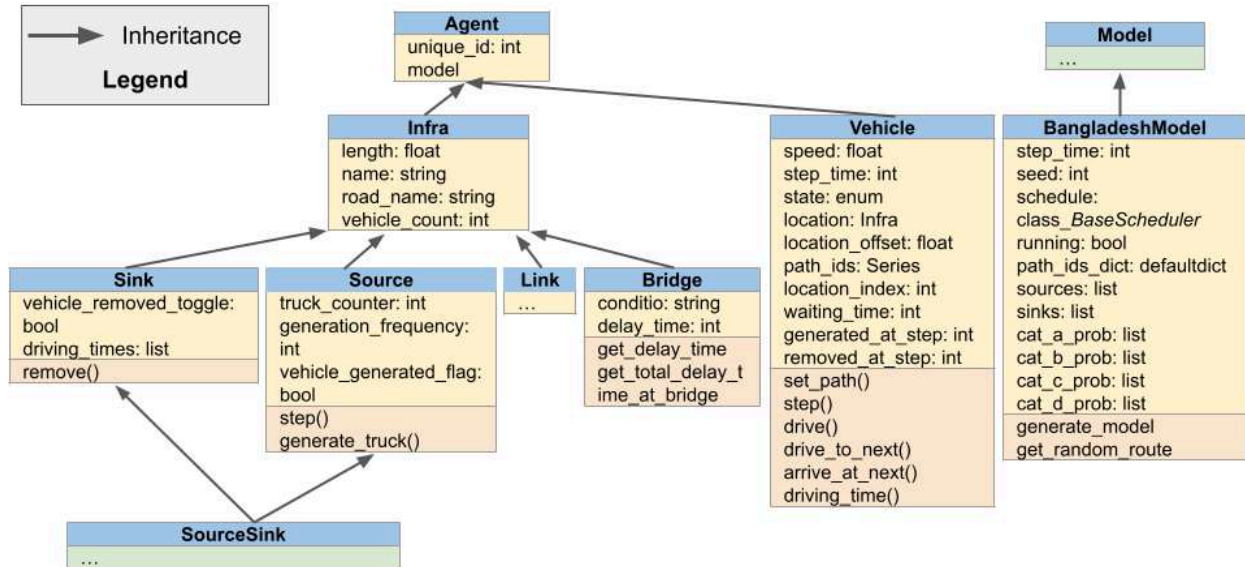 Inheritance
Legend
Agent
unique_id: int
model
Model
…
Infra
length: float
name: string
road_name: string
vehicle_count: int
Vehicle
speed: float
step_time: int
state: enum
location: Infra
location_offset: float
path_ids: Series
location_index: int
waiting_time: int
generated_at_step: int
removed_at_step: int
set_path()
step()
drive()
drive_to_next()
arrive_at_next()
driving_time()
BangladeshModel
step_time: int
seed: int
schedule:
class_BaseScheduler
running: bool
path_ids_dict: defaultdict
sources: list
sinks: list
cat_a_prob: list
cat_b_prob: list
cat_c_prob: list
cat_d_prob: list
generate_model
get_random_route
Sink
vehicle_removed_toggle:
bool
driving_times: list
remove()
Source
truck_counter: int
generation_frequency:
int
vehicle_generated_flag:
bool
step()
generate_truck()
Link
…
Bridge
conditio: string
delay_time: int
get_delay_time
get_total_delay_t
ime_at_bridge
SourceSink
…